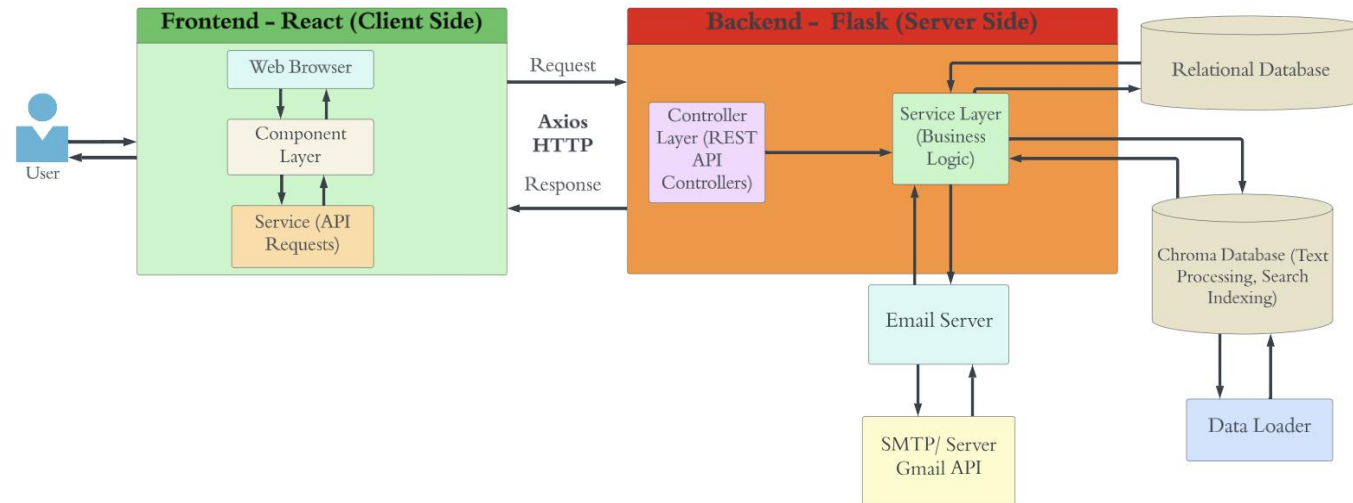 Frontend - React (Client Side)
Web Browser
Component
Layer
Service (API
Requests)
User
Request
Axios
HTTP
Response
Backend -  Flask (Server Side)
Controller
Layer (REST
API
Controllers)
Service Layer
(Business
Logic)
Relational Database
Chroma Database (Text
Processing, Search
Indexing)
Email Server
SMTP/ Server
Gmail API
Data Loader